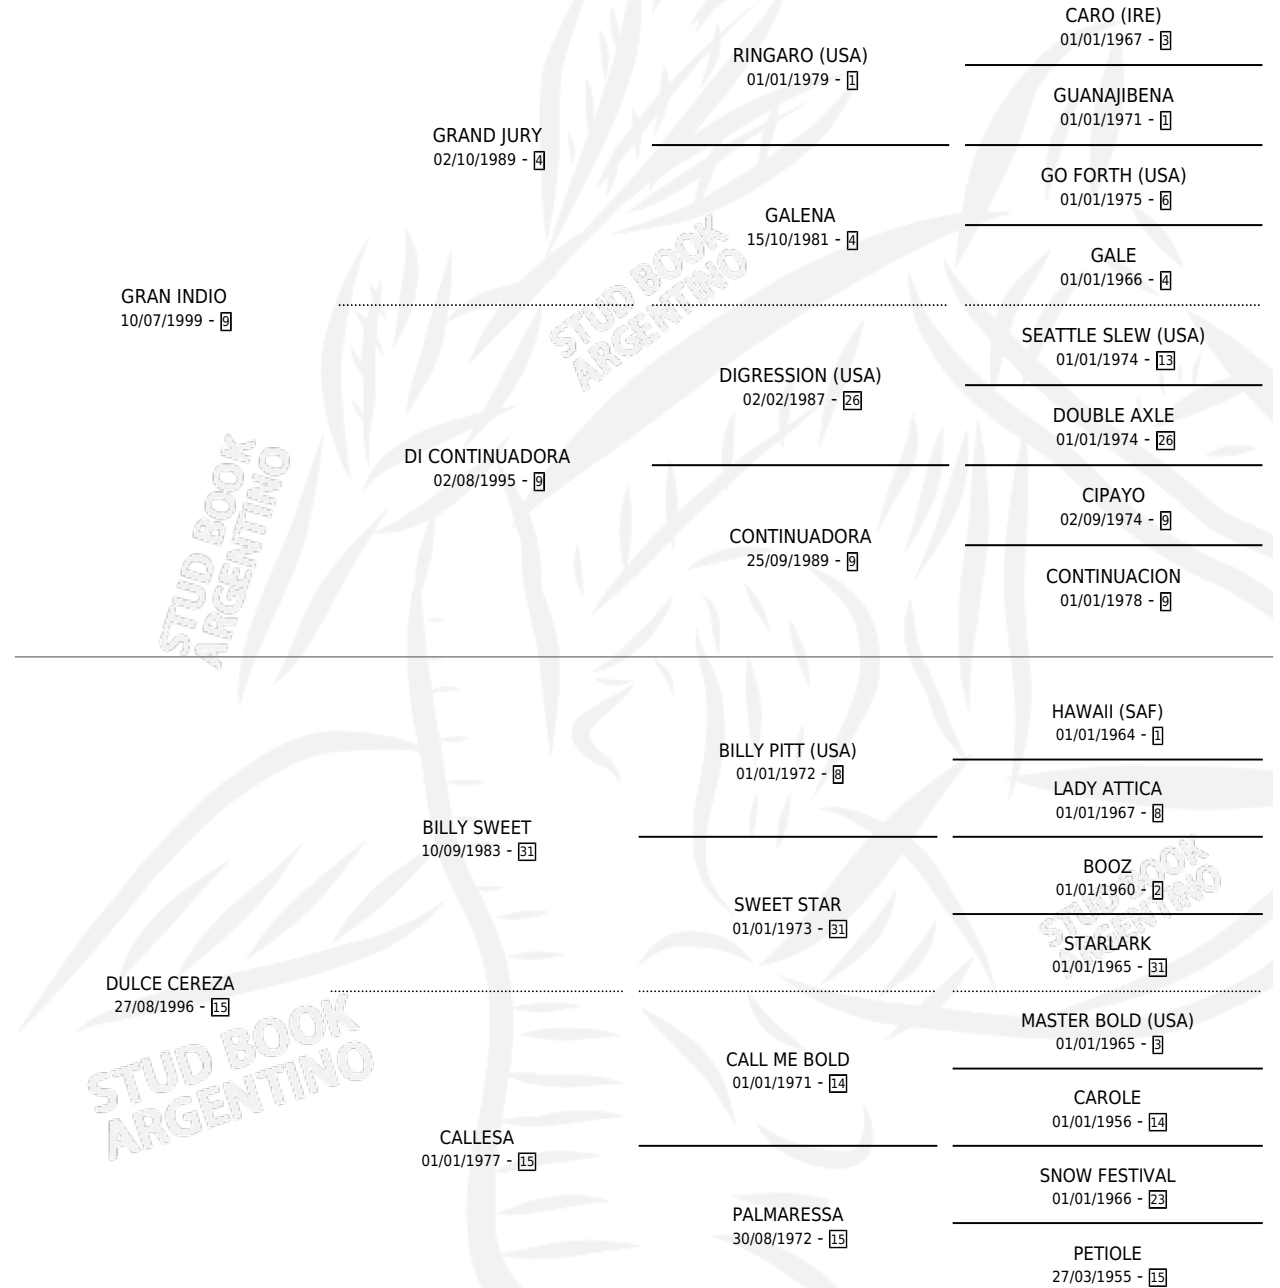 CARO (IRE)
01/01/1967 - 3
RINGARO (USA)
01/01/1979 - 1
GUANAJIBENA
01/01/1971 - 1
GRAND JURY
02/10/1989 - 4
GO FORTH (USA)
01/01/1975 - 6
GALENA
15/10/1981 - 4
GALE
01/01/1966 - 4
GRAN INDIO
10/07/1999 - 9
STUD BOOK
ARGENTINO
SEATTLE SLEW (USA)
01/01/1974 - 13
DIGRESSION (USA)
02/02/1987 - 26
DOUBLE AXLE
01/01/1974 - 26
DI CONTINUADORA
02/08/1995 - 9
CIPAYO
02/09/1974 - 9
CONTINUADORA
25/09/1989 - 9
CONTINUACION
01/01/1978 - 9
STUD BOOK
ARGENTINO
HAWAII (SAF)
01/01/1964 - 1
BILLY PITT (USA)
01/01/1972 - 8
LADY ATTICA
01/01/1967 - 8
BILLY SWEET
10/09/1983 - 31
BOOZ
01/01/1960 - 2
SWEET STAR
01/01/1973 - 31
STARLARK
01/01/1965 - 31
STUD BOOK
ARGENTINO
DULCE CEREZA
27/08/1996 - 15
MASTER BOLD (USA)
01/01/1965 - 3
CALL ME BOLD
01/01/1971 - 14
CAROLE
01/01/1956 - 14
STUD BOOK
ARGENTINO
CALLESA
01/01/1977 - 15
SNOW FESTIVAL
01/01/1966 - 23
PALMARESSA
30/08/1972 - 15
PETIOLE
27/03/1955 - 15